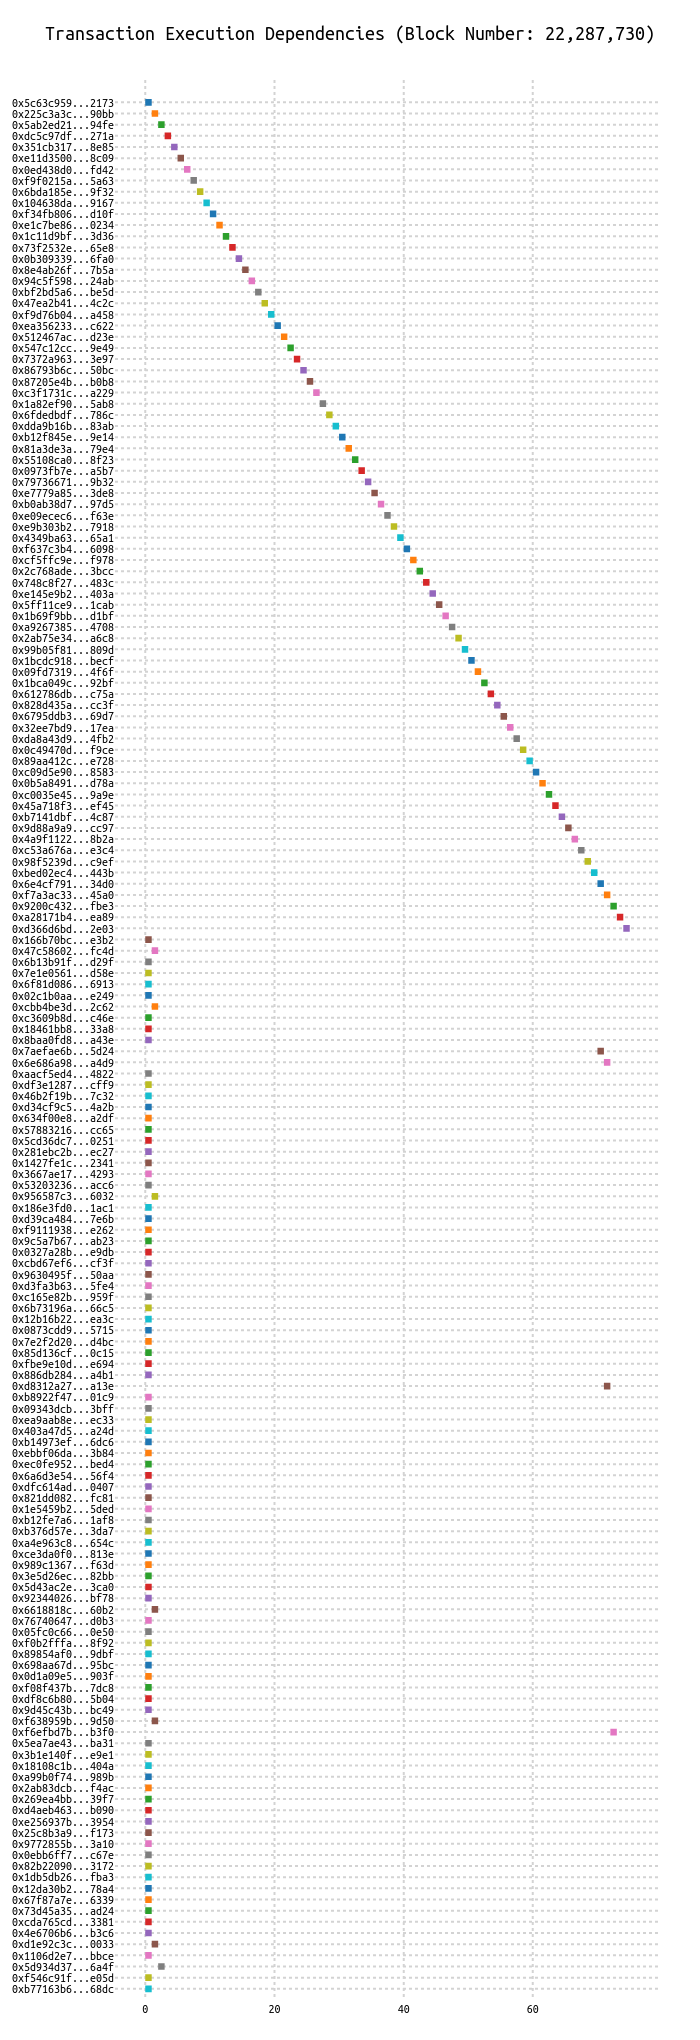 Transaction Execution Dependencies (Block Number: 22,287,730)
0x5c63c959...2173
0x225c3a3c...90bb
0x5ab2ed21...94fe
0xdc5c97df...271a
0x351cb317...8e85
0xe11d3500...8c09
0x0ed438d0...fd42
0xf9f0215a...5a63
0x6bda185e...9f32
0x104638da...9167
0xf34fb806...d10f
0xe1c7be86...0234
0x1c11d9bf...3d36
0x73f2532e...65e8
0x0b309339...6fa0
0x8e4ab26f...7b5a
0x94c5f598...24ab
0xbf2bd5a6...be5d
0x47ea2b41...4c2c
0xf9d76b04...a458
0xea356233...c622
0x512467ac...d23e
0x547c12cc...9e49
0x7372a963...3e97
0x86793b6c...50bc
0x87205e4b...b0b8
0xc3f1731c...a229
0x1a82ef90...5ab8
0x6fdedbdf...786c
0xdda9b16b...83ab
0xb12f845e...9e14
0x81a3de3a...79e4
0x55108ca0...8f23
0x0973fb7e...a5b7
0x79736671...9b32
0xe7779a85...3de8
0xb0ab38d7...97d5
0xe09ecec6...f63e
0xe9b303b2...7918
0x4349ba63...65a1
0xf637c3b4...6098
0xcf5ffc9e...f978
0x2c768ade...3bcc
0x748c8f27...483c
0xe145e9b2...403a
0x5ff11ce9...1cab
0x1b69f9bb...d1bf
0xa9267385...4708
0x2ab75e34...a6c8
0x99b05f81...809d
0x1bcdc918...becf
0x09fd7319...4f6f
0x1bca049c...92bf
0x612786db...c75a
0x828d435a...cc3f
0x6795ddb3...69d7
0x32ee7bd9...17ea
0xda8a43d9...4fb2
0x0c49470d...f9ce
0x89aa412c...e728
0xc09d5e90...8583
0x0b5a8491...d78a
0xc0035e45...9a9e
0x45a718f3...ef45
0xb7141dbf...4c87
0x9d88a9a9...cc97
0x4a9f1122...8b2a
0xc53a676a...e3c4
0x98f5239d...c9ef
0xbed02ec4...443b
0x6e4cf791...34d0
0xf7a3ac33...45a0
0x9200c432...fbe3
0xa28171b4...ea89
0xd366d6bd...2e03
0x166b70bc...e3b2
0x47c58602...fc4d
0x6b13b91f...d29f
0x7e1e0561...d58e
0x6f81d086...6913
0x02c1b0aa...e249
0xcbb4be3d...2c62
0xc3609b8d...c46e
0x18461bb8...33a8
0x8baa0fd8...a43e
0x7aefae6b...5d24
0x6e686a98...a4d9
0xaacf5ed4...4822
0xdf3e1287...cff9
0x46b2f19b...7c32
0xd34cf9c5...4a2b
0x634f00e8...a2df
0x57883216...cc65
0x5cd36dc7...0251
0x281ebc2b...ec27
0x1427fe1c...2341
0x3667ae17...4293
0x53203236...acc6
0x956587c3...6032
0x186e3fd0...1ac1
0xd39ca484...7e6b
0xf9111938...e262
0x9c5a7b67...ab23
0x0327a28b...e9db
0xcbd67ef6...cf3f
0x9630495f...50aa
0xd3fa3b63...5fe4
0xc165e82b...959f
0x6b73196a...66c5
0x12b16b22...ea3c
0x0873cdd9...5715
0x7e2f2d20...d4bc
0x85d136cf...0c15
0xfbe9e10d...e694
0x886db284...a4b1
0xd8312a27...a13e
0xb8922f47...01c9
0x09343dcb...3bff
0xea9aab8e...ec33
0x403a47d5...a24d
0xb14973ef...6dc6
0xebbf06da...3b84
0xec0fe952...bed4
0x6a6d3e54...56f4
0xdfc614ad...0407
0x821dd082...fc81
0x1e5459b2...5ded
0xb12fe7a6...1af8
0xb376d57e...3da7
0xa4e963c8...654c
0xce3da0f0...813e
0x989c1367...f63d
0x3e5d26ec...82bb
0x5d43ac2e...3ca0
0x92344026...bf78
0x6618818c...60b2
0x76740647...d0b3
0x05fc0c66...0e50
0xf0b2fffa...8f92
0x89854af0...9dbf
0x698aa67d...95bc
0x0d1a09e5...903f
0xf08f437b...7dc8
0xdf8c6b80...5b04
0x9d45c43b...bc49
0xf638959b...9d50
0xf6efbd7b...b3f0
0x5ea7ae43...ba31
0x3b1e140f...e9e1
0x18108c1b...404a
0xa99b0f74...989b
0x2ab83dcb...f4ac
0x269ea4bb...39f7
0xd4aeb463...b090
0xe256937b...3954
0x25c8b3a9...f173
0x9772855b...3a10
0x0ebb6ff7...c67e
0x82b22090...3172
0x1db5db26...fba3
0x12da30b2...78a4
0x67f87a7e...6339
0x73d45a35...ad24
0xcda765cd...3381
0x4e6706b6...b3c6
0xd1e92c3c...0033
0x1106d2e7...bbce
0x5d934d37...6a4f
0xf546c91f...e05d
0xb77163b6...68dc
0 20 40 60